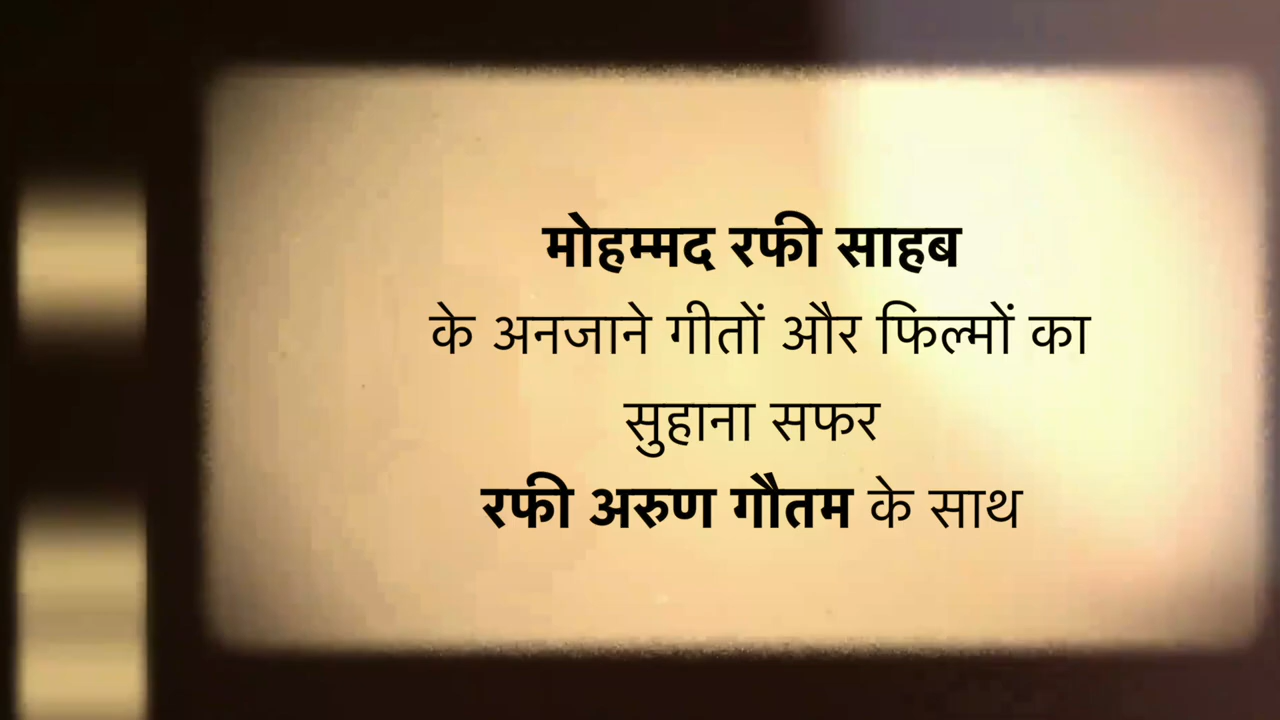 मोहम्मद रफी साहब
के अनजाने गीतों और फिल्मों का
सुहाना सफर
रफी अरुण गौतम के साथ